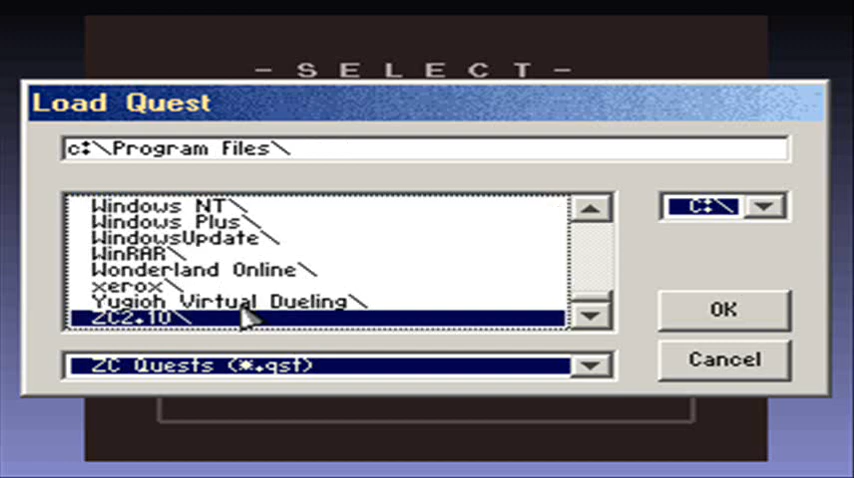 - S E L E C T -
Load Quest
c:\Program Files\
Windows NT\
Windows Plus\
WindowsUpdate\
WinRAR\
Wonderland Online\
xerox\
Yugioh Virtual Dueling\
ZC2.10\
C:\
OK
Cancel
ZC Quests (*.qst)